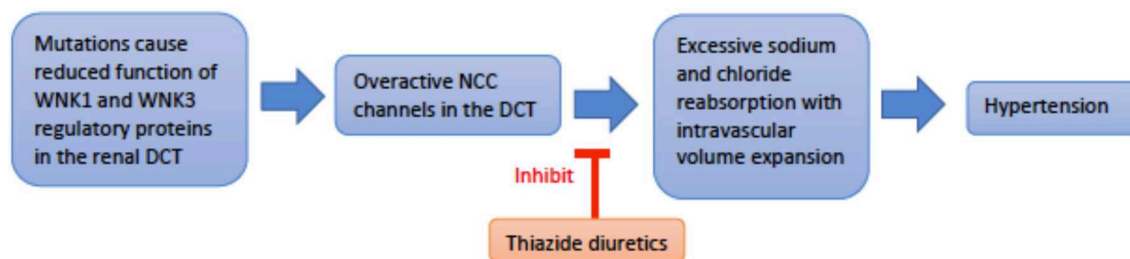 Mutations cause
reduced function of
WNK1 and WNK3
regulatory proteins
in the renal DCT
Overactive NCC
channels in the DCT
Excessive sodium
and chloride
reabsorption with
intravascular
volume expansion
Hypertension
Inhibit
Thiazide diuretics